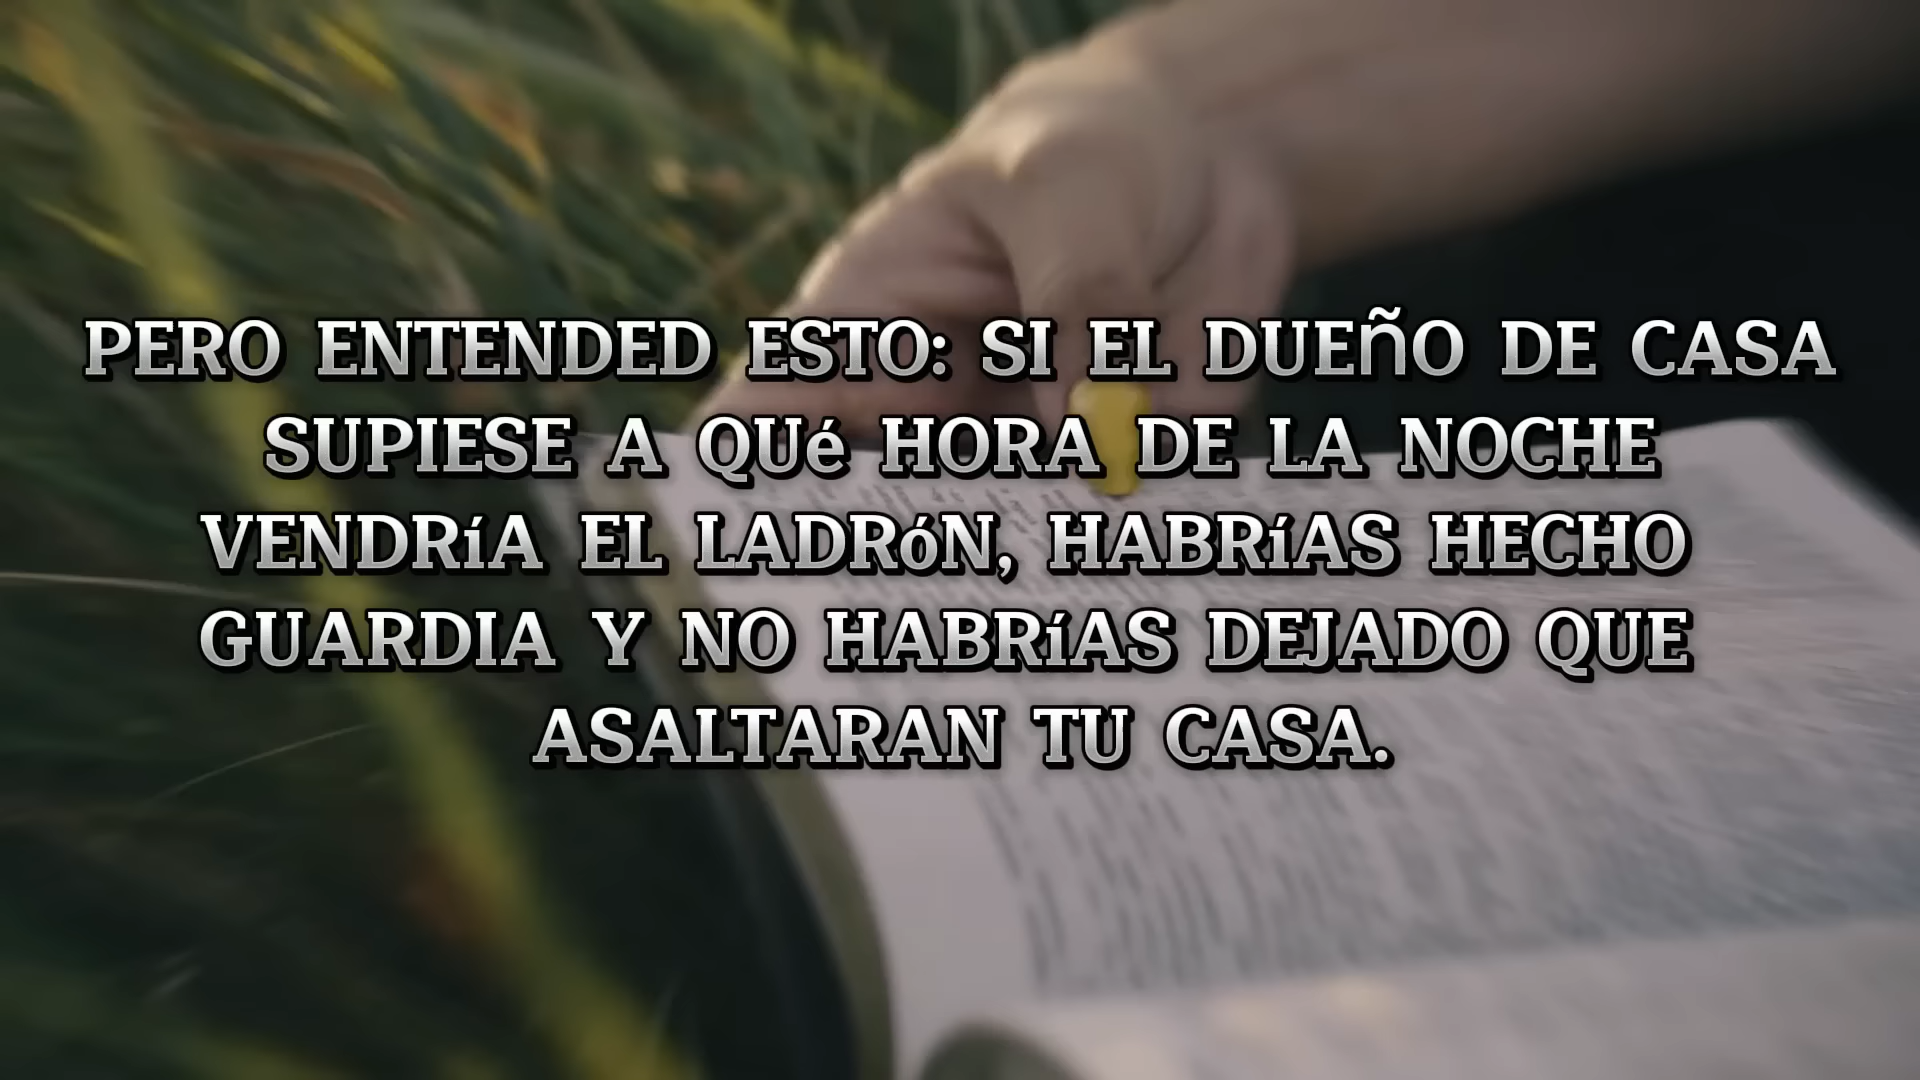 PERO ENTENDED ESTO: SI EL DUEñO DE CASA
SUPIESE A QUé HORA DE LA NOCHE
VENDRíA EL LADRóN, HABRíAS HECHO
GUARDIA Y NO HABRíAS DEJADO QUE
ASALTARAN TU CASA.